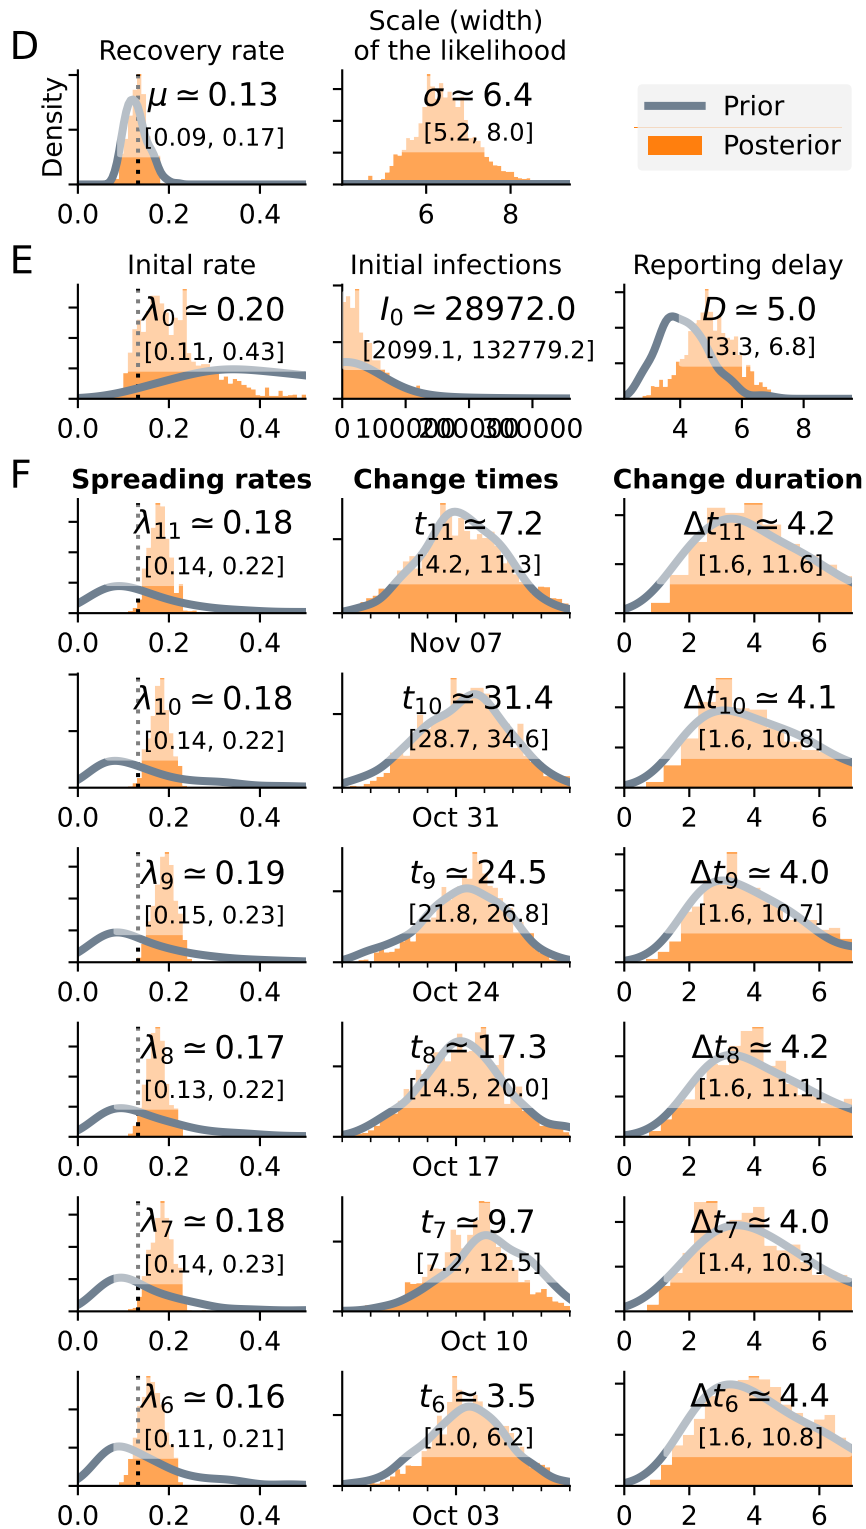 D
Recovery rate
Scale (width)
of the likelihood
Density
μ ≃ 0.13
[0.09, 0.17]
σ ≃ 6.4
[5.2, 8.0]
Prior
Posterior
0.0 0.2 0.4
6 8
E
Inital rate
Initial infections
Reporting delay
λ0 ≃ 0.20
[0.11, 0.43]
I0 ≃ 28972.0
[2099.1, 132779.2]
D ≃ 5.0
[3.3, 6.8]
0.0 0.2 0.4
0 100000 200000 300000
4 6 8
F
Spreading rates
Change times
Change duration
λ11 ≃ 0.18
[0.14, 0.22]
t11 ≃ 7.2
[4.2, 11.3]
Δt11 ≃ 4.2
[1.6, 11.6]
0.0 0.2 0.4
Nov 07
0 2 4 6
λ10 ≃ 0.18
[0.14, 0.22]
t10 ≃ 31.4
[28.7, 34.6]
Δt10 ≃ 4.1
[1.6, 10.8]
0.0 0.2 0.4
Oct 31
0 2 4 6
λ9 ≃ 0.19
[0.15, 0.23]
t9 ≃ 24.5
[21.8, 26.8]
Δt9 ≃ 4.0
[1.6, 10.7]
0.0 0.2 0.4
Oct 24
0 2 4 6
λ8 ≃ 0.17
[0.13, 0.22]
t8 ≃ 17.3
[14.5, 20.0]
Δt8 ≃ 4.2
[1.6, 11.1]
0.0 0.2 0.4
Oct 17
0 2 4 6
λ7 ≃ 0.18
[0.14, 0.23]
t7 ≃ 9.7
[7.2, 12.5]
Δt7 ≃ 4.0
[1.4, 10.3]
0.0 0.2 0.4
Oct 10
0 2 4 6
λ6 ≃ 0.16
[0.11, 0.21]
t6 ≃ 3.5
[1.0, 6.2]
Δt6 ≃ 4.4
[1.6, 10.8]
0.0 0.2 0.4
Oct 03
0 2 4 6